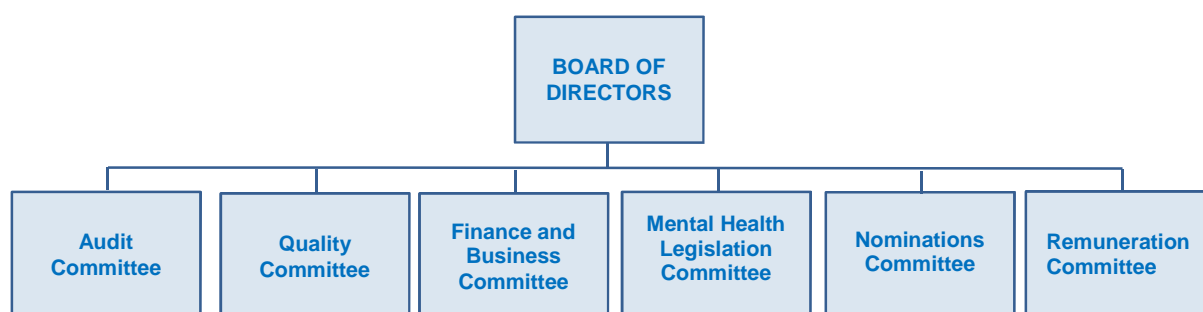 BOARD OF
DIRECTORS
Audit
Committee
Quality
Committee
Finance and
Business
Committee
Mental Health
Legislation
Committee
Nominations
Committee
Remuneration
Committee